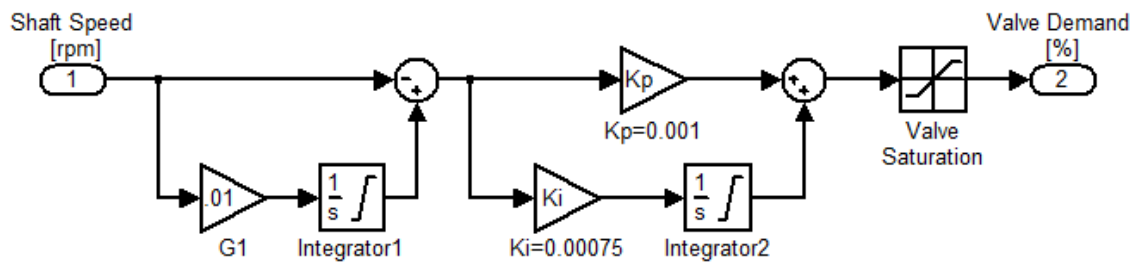 Shaft Speed
[rpm]
1
Valve Demand
[%]
2
-
+
Kp
Kp=0.001
+
+
Valve
Saturation
.01
G1
1
s
Integrator1
Ki
Ki=0.00075
1
s
Integrator2